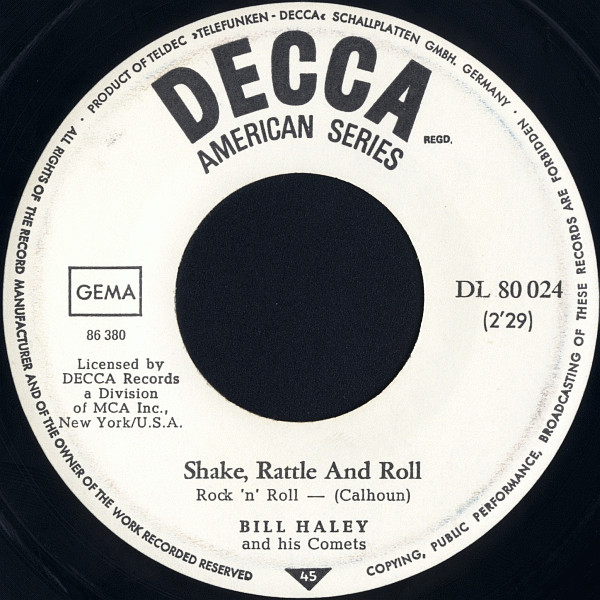 · ALL RIGHTS OF THE RECORD MANUFACTURER AND OF THE OWNER OF THE WORK RECORDED RESERVED
· PRODUCT OF TELDEC »TELEFUNKEN - DECCA« SCHALLPLATTEN GMBH. GERMANY ·
COPYING, PUBLIC PERFORMANCE, BROADCASTING OF THESE RECORDS ARE FORBIDDEN ·
DECCA
AMERICAN SERIES
REGD.
GEMA
86 380
Licensed by
DECCA Records
a Division
of MCA Inc.,
New York/U.S.A.
DL 80 024
(2'29)
Shake, Rattle And Roll
Rock 'n' Roll — (Calhoun)
BILL HALEY
and his Comets
45